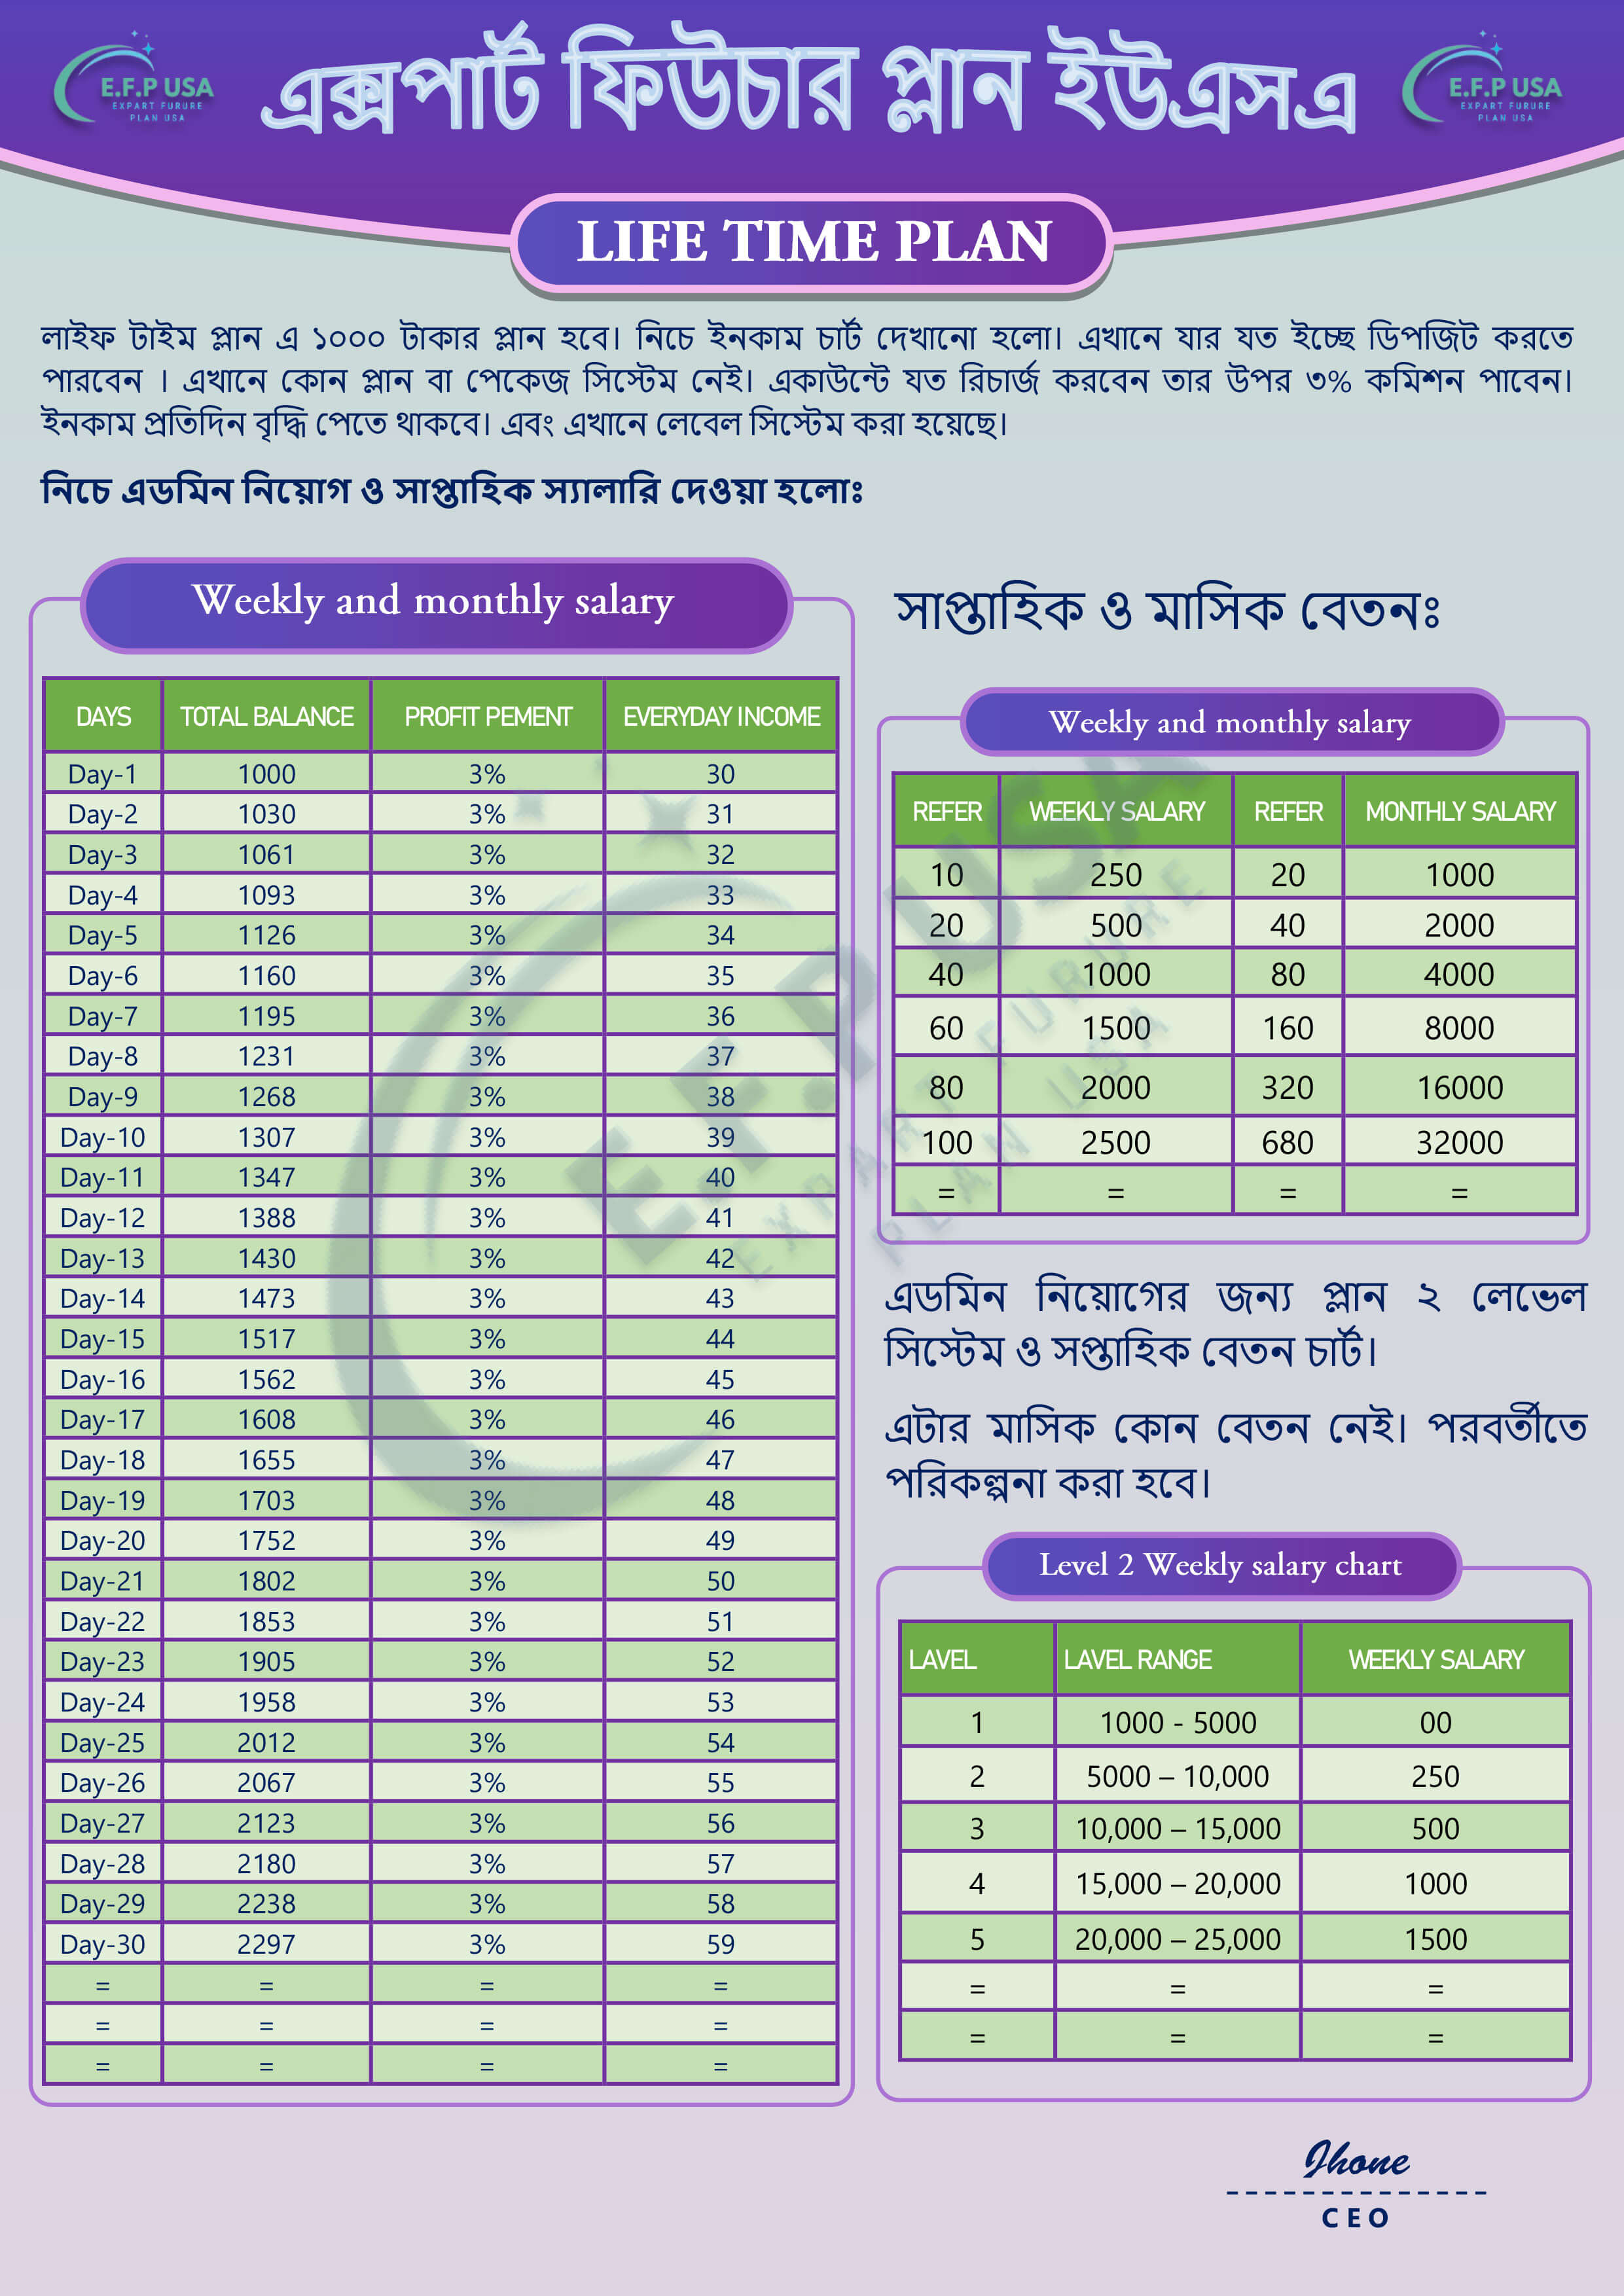 E.F.P USA
EXPART FURURE
PLAN USA
এক্সপার্ট ফিউচার প্লান ইউএসএ
E.F.P USA
EXPART FURURE
PLAN USA
LIFE TIME PLAN
লাইফ টাইম প্লান এ ১০০০ টাকার প্লান হবে। নিচে ইনকাম চার্ট দেখানো হলো। এখানে যার যত ইচ্ছে ডিপজিট করতে
পারবেন । এখানে কোন প্লান বা পেকেজ সিস্টেম নেই। একাউন্টে যত রিচার্জ করবেন তার উপর ৩% কমিশন পাবেন।
ইনকাম প্রতিদিন বৃদ্ধি পেতে থাকবে। এবং এখানে লেবেল সিস্টেম করা হয়েছে।
নিচে এডমিন নিয়োগ ও সাপ্তাহিক স্যালারি দেওয়া হলোঃ
Weekly and monthly salary
DAYS TOTAL BALANCE PROFIT PEMENT EVERYDAY INCOME
Day-1 1000 3% 30
Day-2 1030 3% 31
Day-3 1061 3% 32
Day-4 1093 3% 33
Day-5 1126 3% 34
Day-6 1160 3% 35
Day-7 1195 3% 36
Day-8 1231 3% 37
Day-9 1268 3% 38
Day-10 1307 3% 39
Day-11 1347 3% 40
Day-12 1388 3% 41
Day-13 1430 3% 42
Day-14 1473 3% 43
Day-15 1517 3% 44
Day-16 1562 3% 45
Day-17 1608 3% 46
Day-18 1655 3% 47
Day-19 1703 3% 48
Day-20 1752 3% 49
Day-21 1802 3% 50
Day-22 1853 3% 51
Day-23 1905 3% 52
Day-24 1958 3% 53
Day-25 2012 3% 54
Day-26 2067 3% 55
Day-27 2123 3% 56
Day-28 2180 3% 57
Day-29 2238 3% 58
Day-30 2297 3% 59
= = = =
= = = =
= = = =
সাপ্তাহিক ও মাসিক বেতনঃ
Weekly and monthly salary
REFER WEEKLY SALARY REFER MONTHLY SALARY
10 250 20 1000
20 500 40 2000
40 1000 80 4000
60 1500 160 8000
80 2000 320 16000
100 2500 680 32000
= = = =
এডমিন নিয়োগের জন্য প্লান ২ লেভেল
সিস্টেম ও সপ্তাহিক বেতন চার্ট।
এটার মাসিক কোন বেতন নেই। পরবর্তীতে
পরিকল্পনা করা হবে।
Level 2 Weekly salary chart
LAVEL LAVEL RANGE WEEKLY SALARY
1 1000 - 5000 00
2 5000 – 10,000 250
3 10,000 – 15,000 500
4 15,000 – 20,000 1000
5 20,000 – 25,000 1500
= = =
= = =
E.F.P USA
EXPART FURURE
PLAN USA
Jhone
CEO